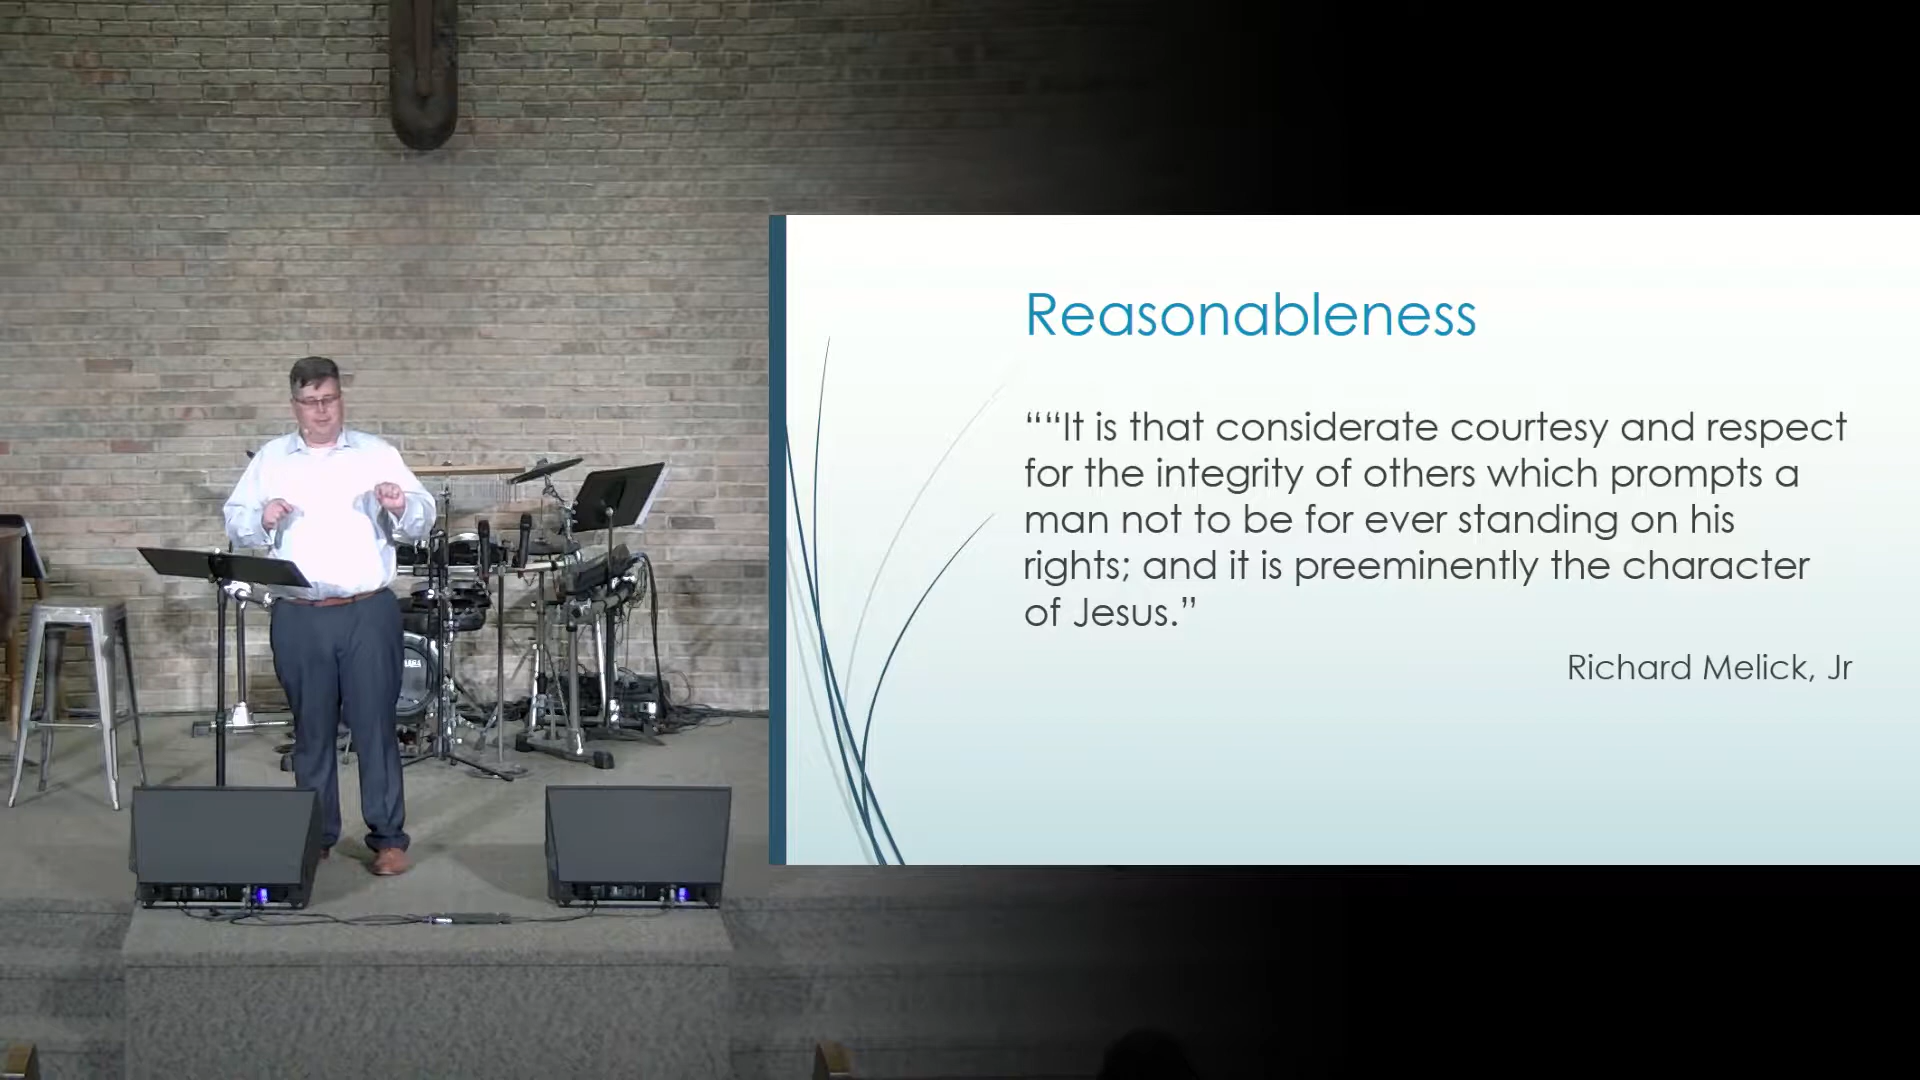 Reasonableness
““It is that considerate courtesy and respect
for the integrity of others which prompts a
man not to be for ever standing on his
rights; and it is preeminently the character
of Jesus.”
Richard Melick, Jr